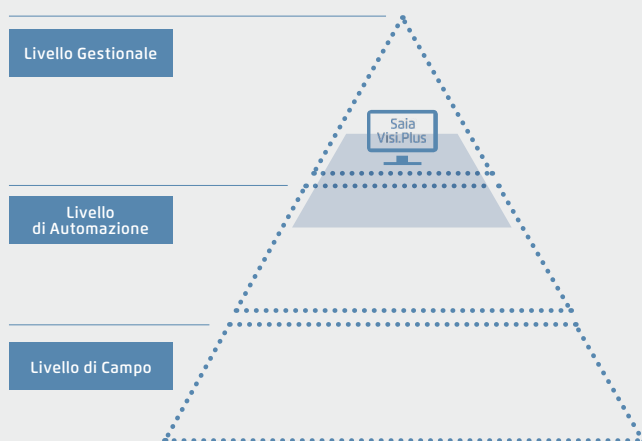 Livello Gestionale
Saia
Visi.Plus
Livello
di Automazione
Livello di Campo